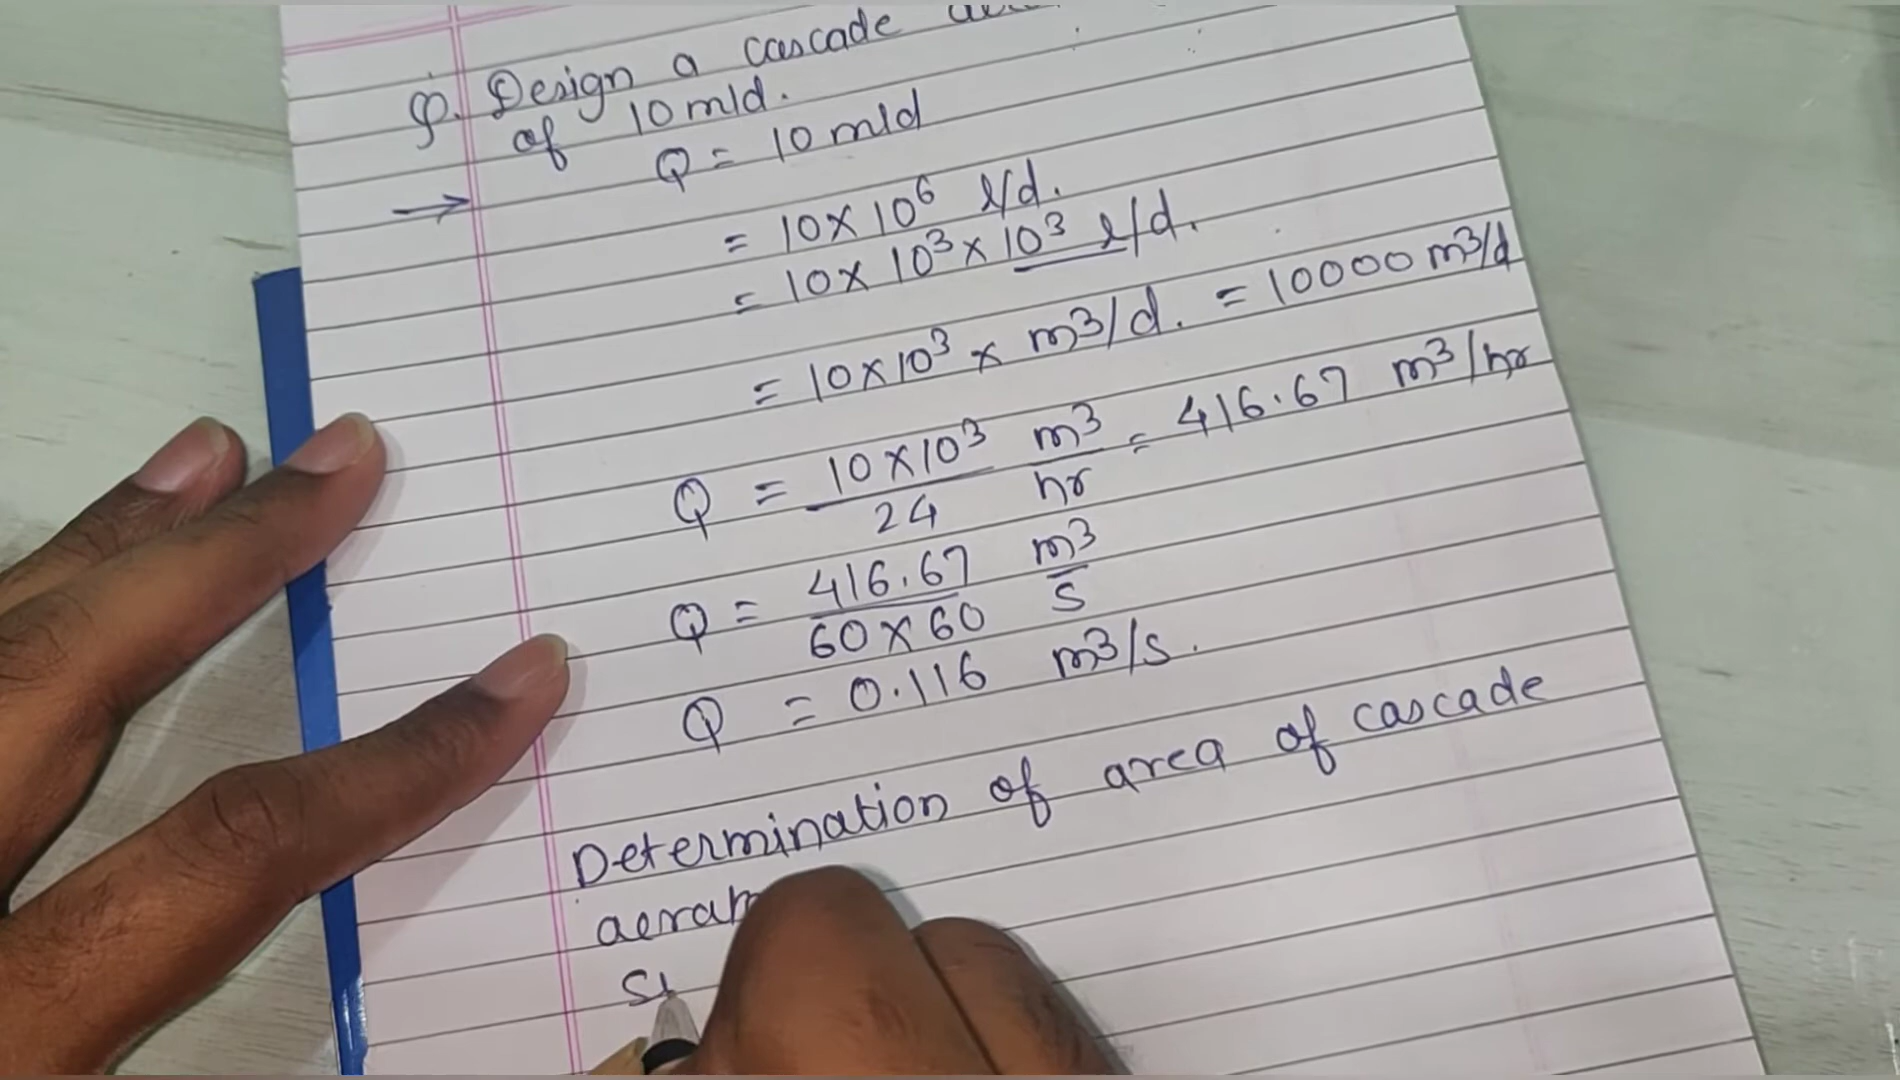 Q. Design a cascade
of 10 mld.
Q = 10 mld
= 10 x 10⁶ l/d.
= 10 x 10³ x 10³ l/d.
= 10 x 10³ x m³/d. = 10000 m³/d
Q = 10 x 10³ / 24 m³/hr = 416.67 m³/hr
Q = 416.67 / 60 x 60 m³/s
Q = 0.116 m³/s.
Determination of area of cascade